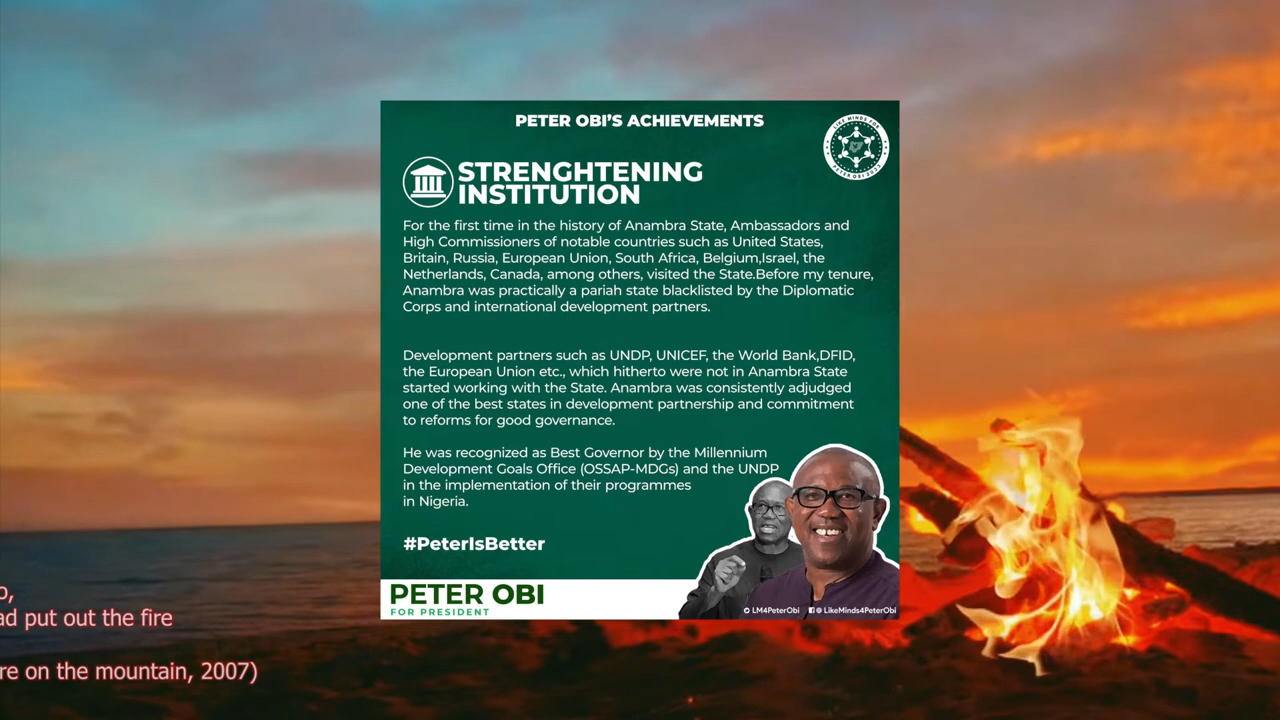 PETER OBI'S ACHIEVEMENTS
LIKE MINDS FOR
PETER OBI 2023
STRENGHTENING
INSTITUTION
For the first time in the history of Anambra State, Ambassadors and
High Commissioners of notable countries such as United States,
Britain, Russia, European Union, South Africa, Belgium,Israel, the
Netherlands, Canada, among others, visited the State.Before my tenure,
Anambra was practically a pariah state blacklisted by the Diplomatic
Corps and international development partners.
Development partners such as UNDP, UNICEF, the World Bank,DFID,
the European Union etc., which hitherto were not in Anambra State
started working with the State. Anambra was consistently adjudged
one of the best states in development partnership and commitment
to reforms for good governance.
He was recognized as Best Governor by the Millennium
Development Goals Office (OSSAP-MDGs) and the UNDP
in the implementation of their programmes
in Nigeria.
#PeterIsBetter
PETER OBI
FOR PRESIDENT
LM4PeterObi
LikeMinds4PeterObi
o,
ad put out the fire
re on the mountain, 2007)